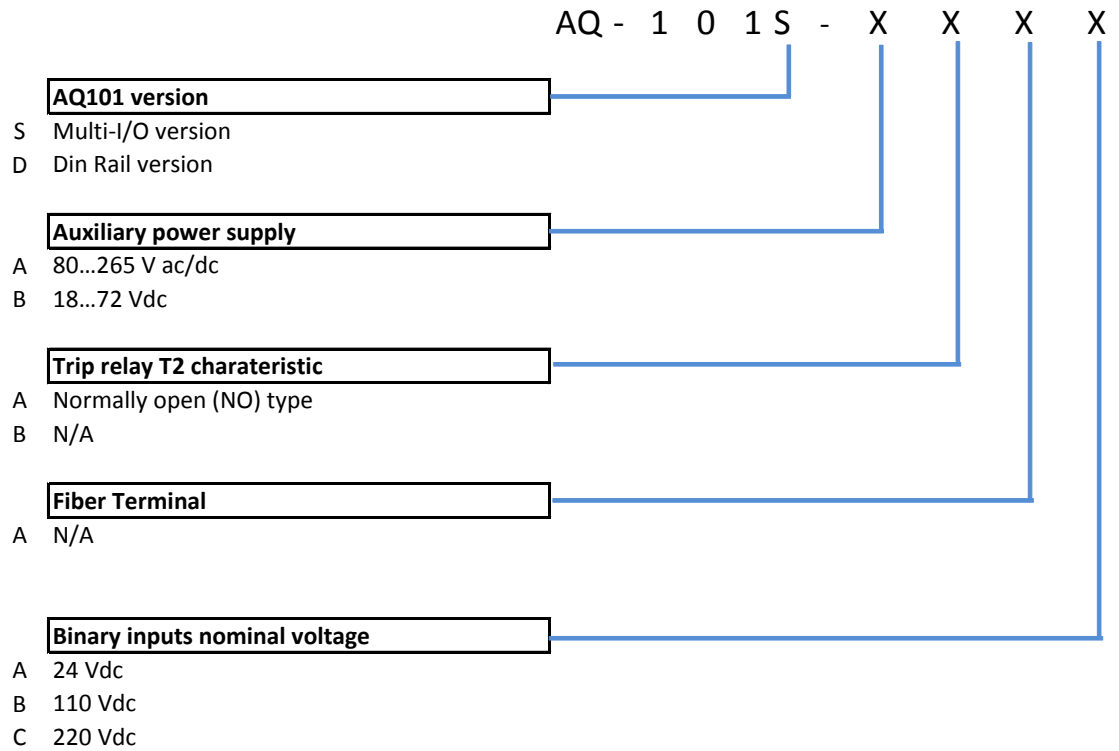 AQ - 1 0 1 S - X X X X
AQ101 version
S Multi-I/O version
D Din Rail version
Auxiliary power supply
A 80...265 V ac/dc
B 18...72 Vdc
Trip relay T2 charateristic
A Normally open (NO) type
B N/A
Fiber Terminal
A N/A
Binary inputs nominal voltage
A 24 Vdc
B 110 Vdc
C 220 Vdc